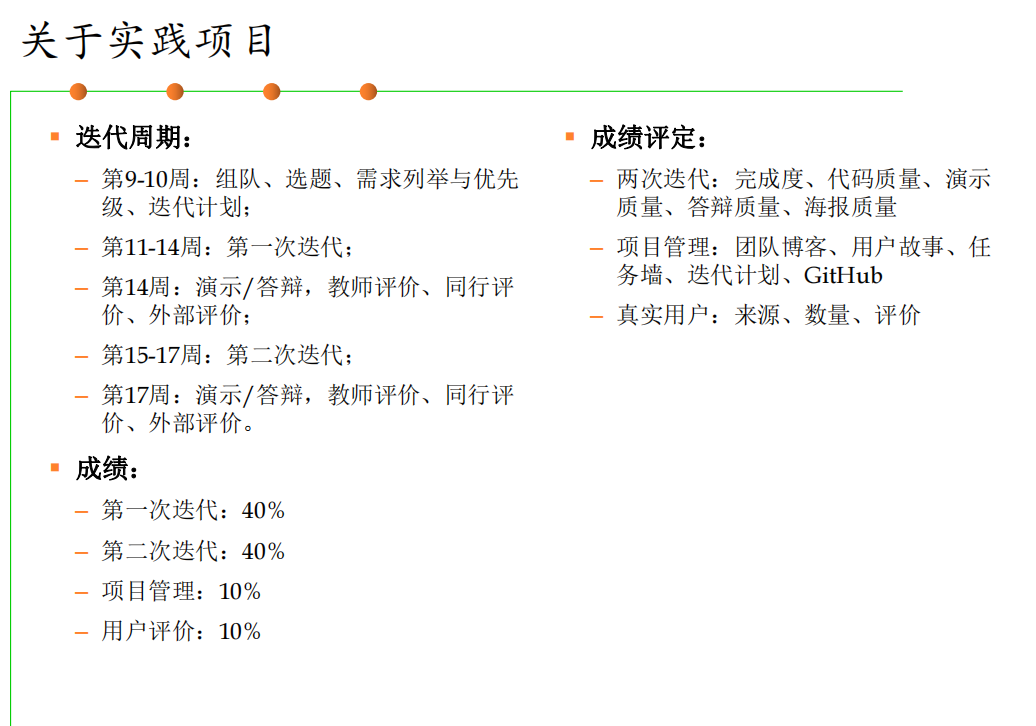 关于实践项目
迭代周期：
第9-10周：组队、选题、需求列举与优先
级、迭代计划；
第11-14周：第一次迭代；
第14周：演示/答辩，教师评价、同行评
价、外部评价；
第15-17周：第二次迭代；
第17周：演示/答辩，教师评价、同行评
价、外部评价。
成绩：
第一次迭代：40%
第二次迭代：40%
项目管理：10%
用户评价：10%
成绩评定：
两次迭代：完成度、代码质量、演示
质量、答辩质量、海报质量
项目管理：团队博客、用户故事、任
务墙、迭代计划、GitHub
真实用户：来源、数量、评价